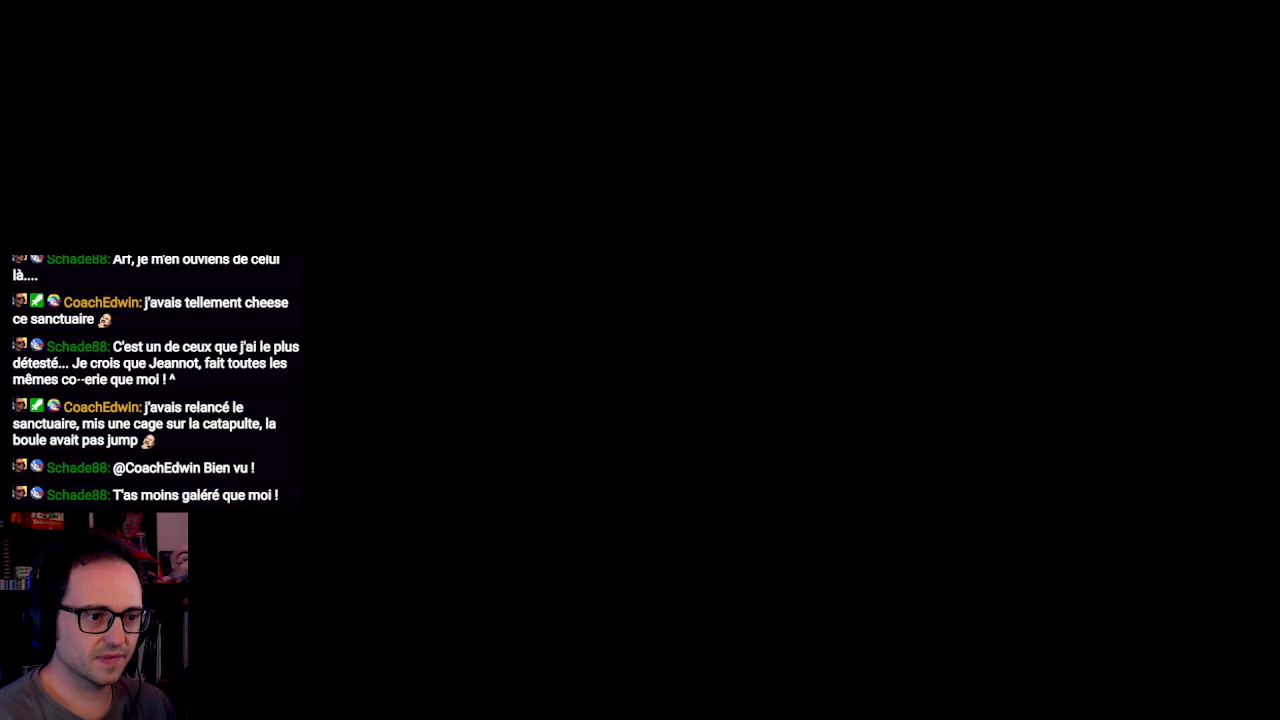 Schade88: Arf, je m'en ouviens de celui
là....
CoachEdwin: j'avais tellement cheese
ce sanctuaire
Schade88: C'est un de ceux que j'ai le plus
détesté... Je crois que Jeannot, fait toutes les
mêmes co--erie que moi ! ^
CoachEdwin: j'avais relancé le
sanctuaire, mis une cage sur la catapulte, la
boule avait pas jump
Schade88: @CoachEdwin Bien vu !
Schade88: T'as moins galéré que moi !